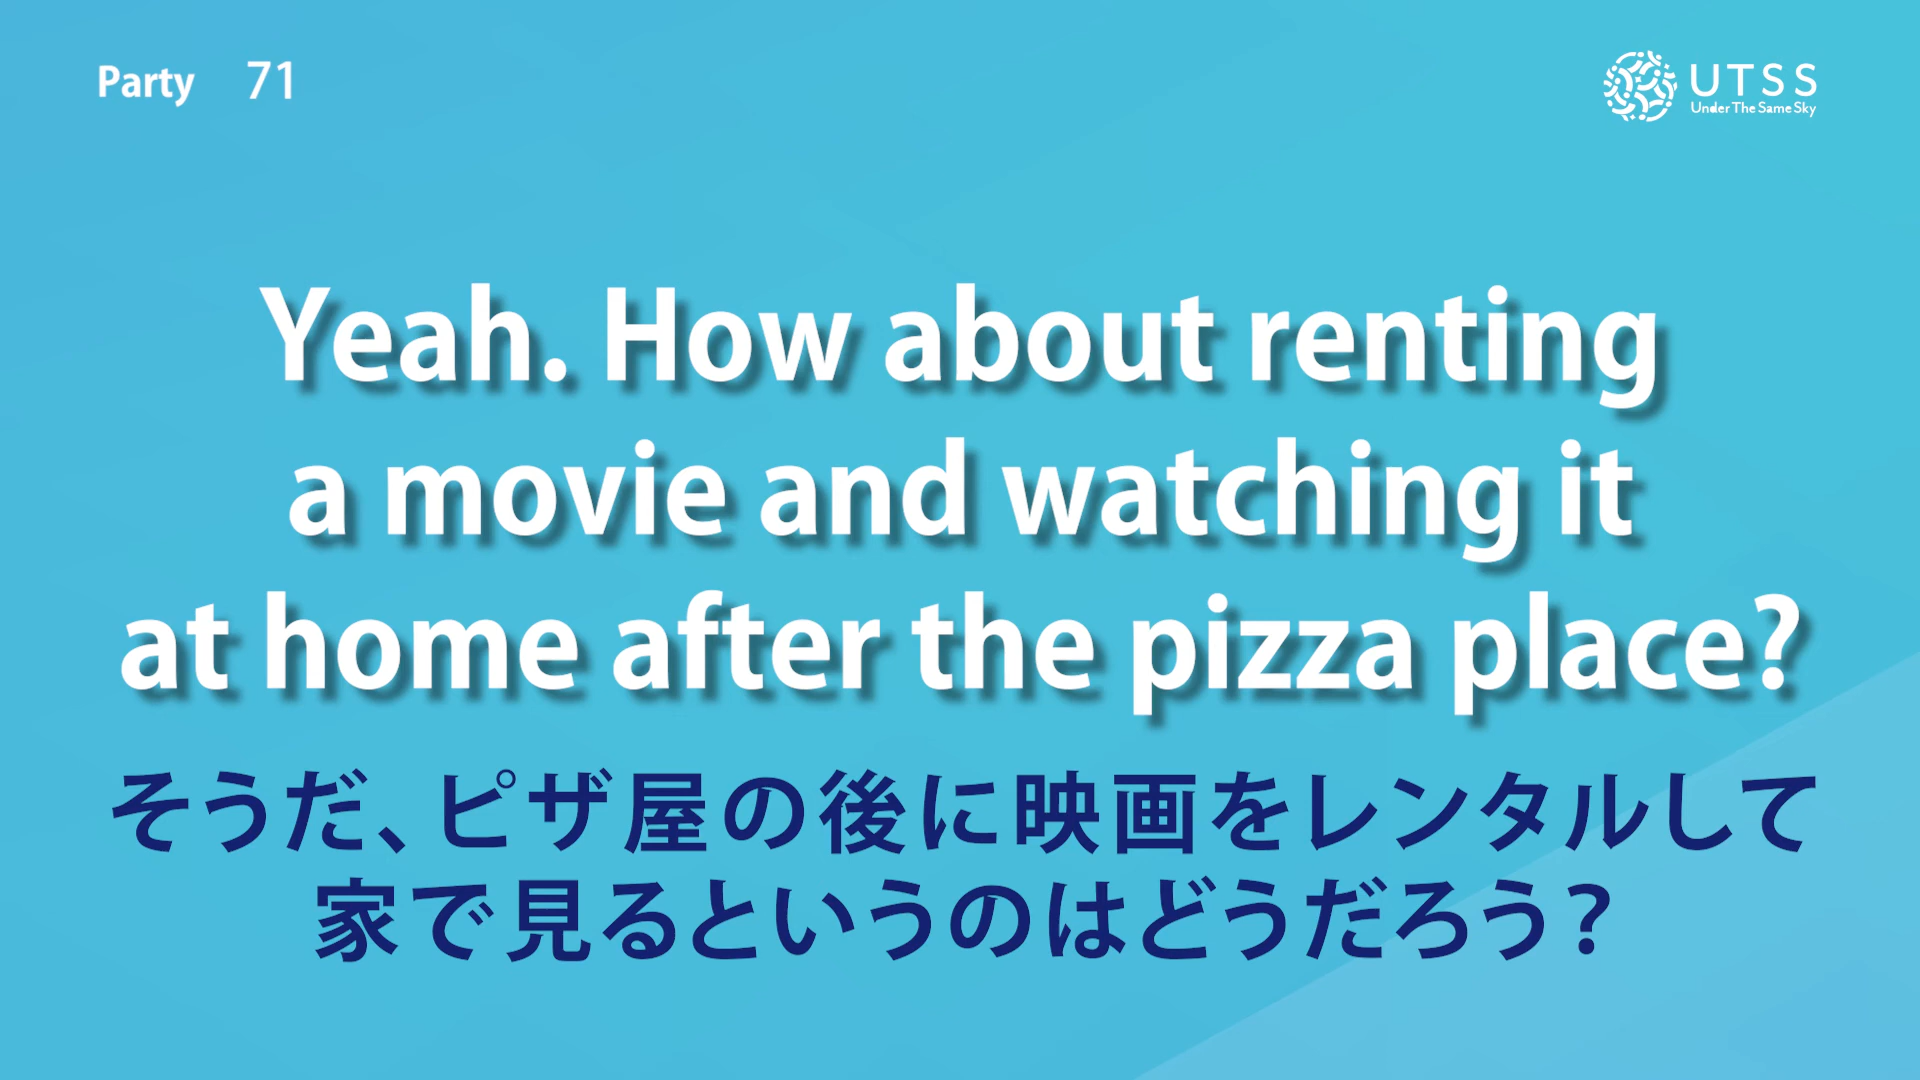 Party 71
UTSS
Under The Same Sky
Yeah. How about renting
a movie and watching it
at home after the pizza place?
そうだ、ピザ屋の後に映画をレンタルして
家で見るというのはどうだろう？